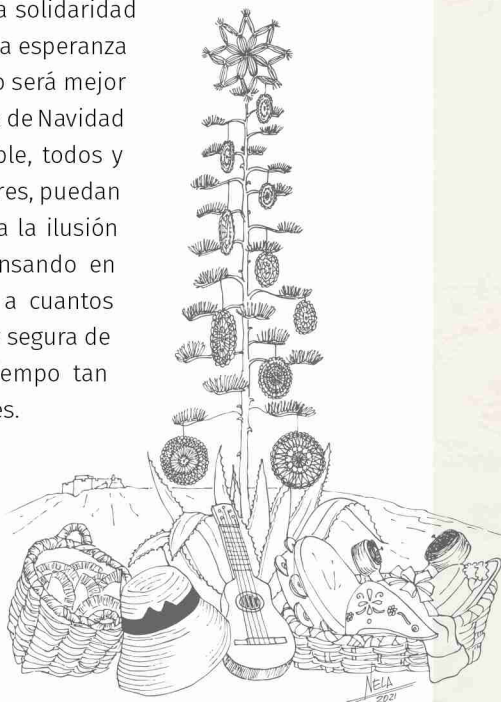 a solidaridad
a esperanza
o será mejor
de Navidad
ble, todos y
res, puedan
a la ilusión
nsando en
a cuantos
segura de
empo tan
es.
NELA
2021